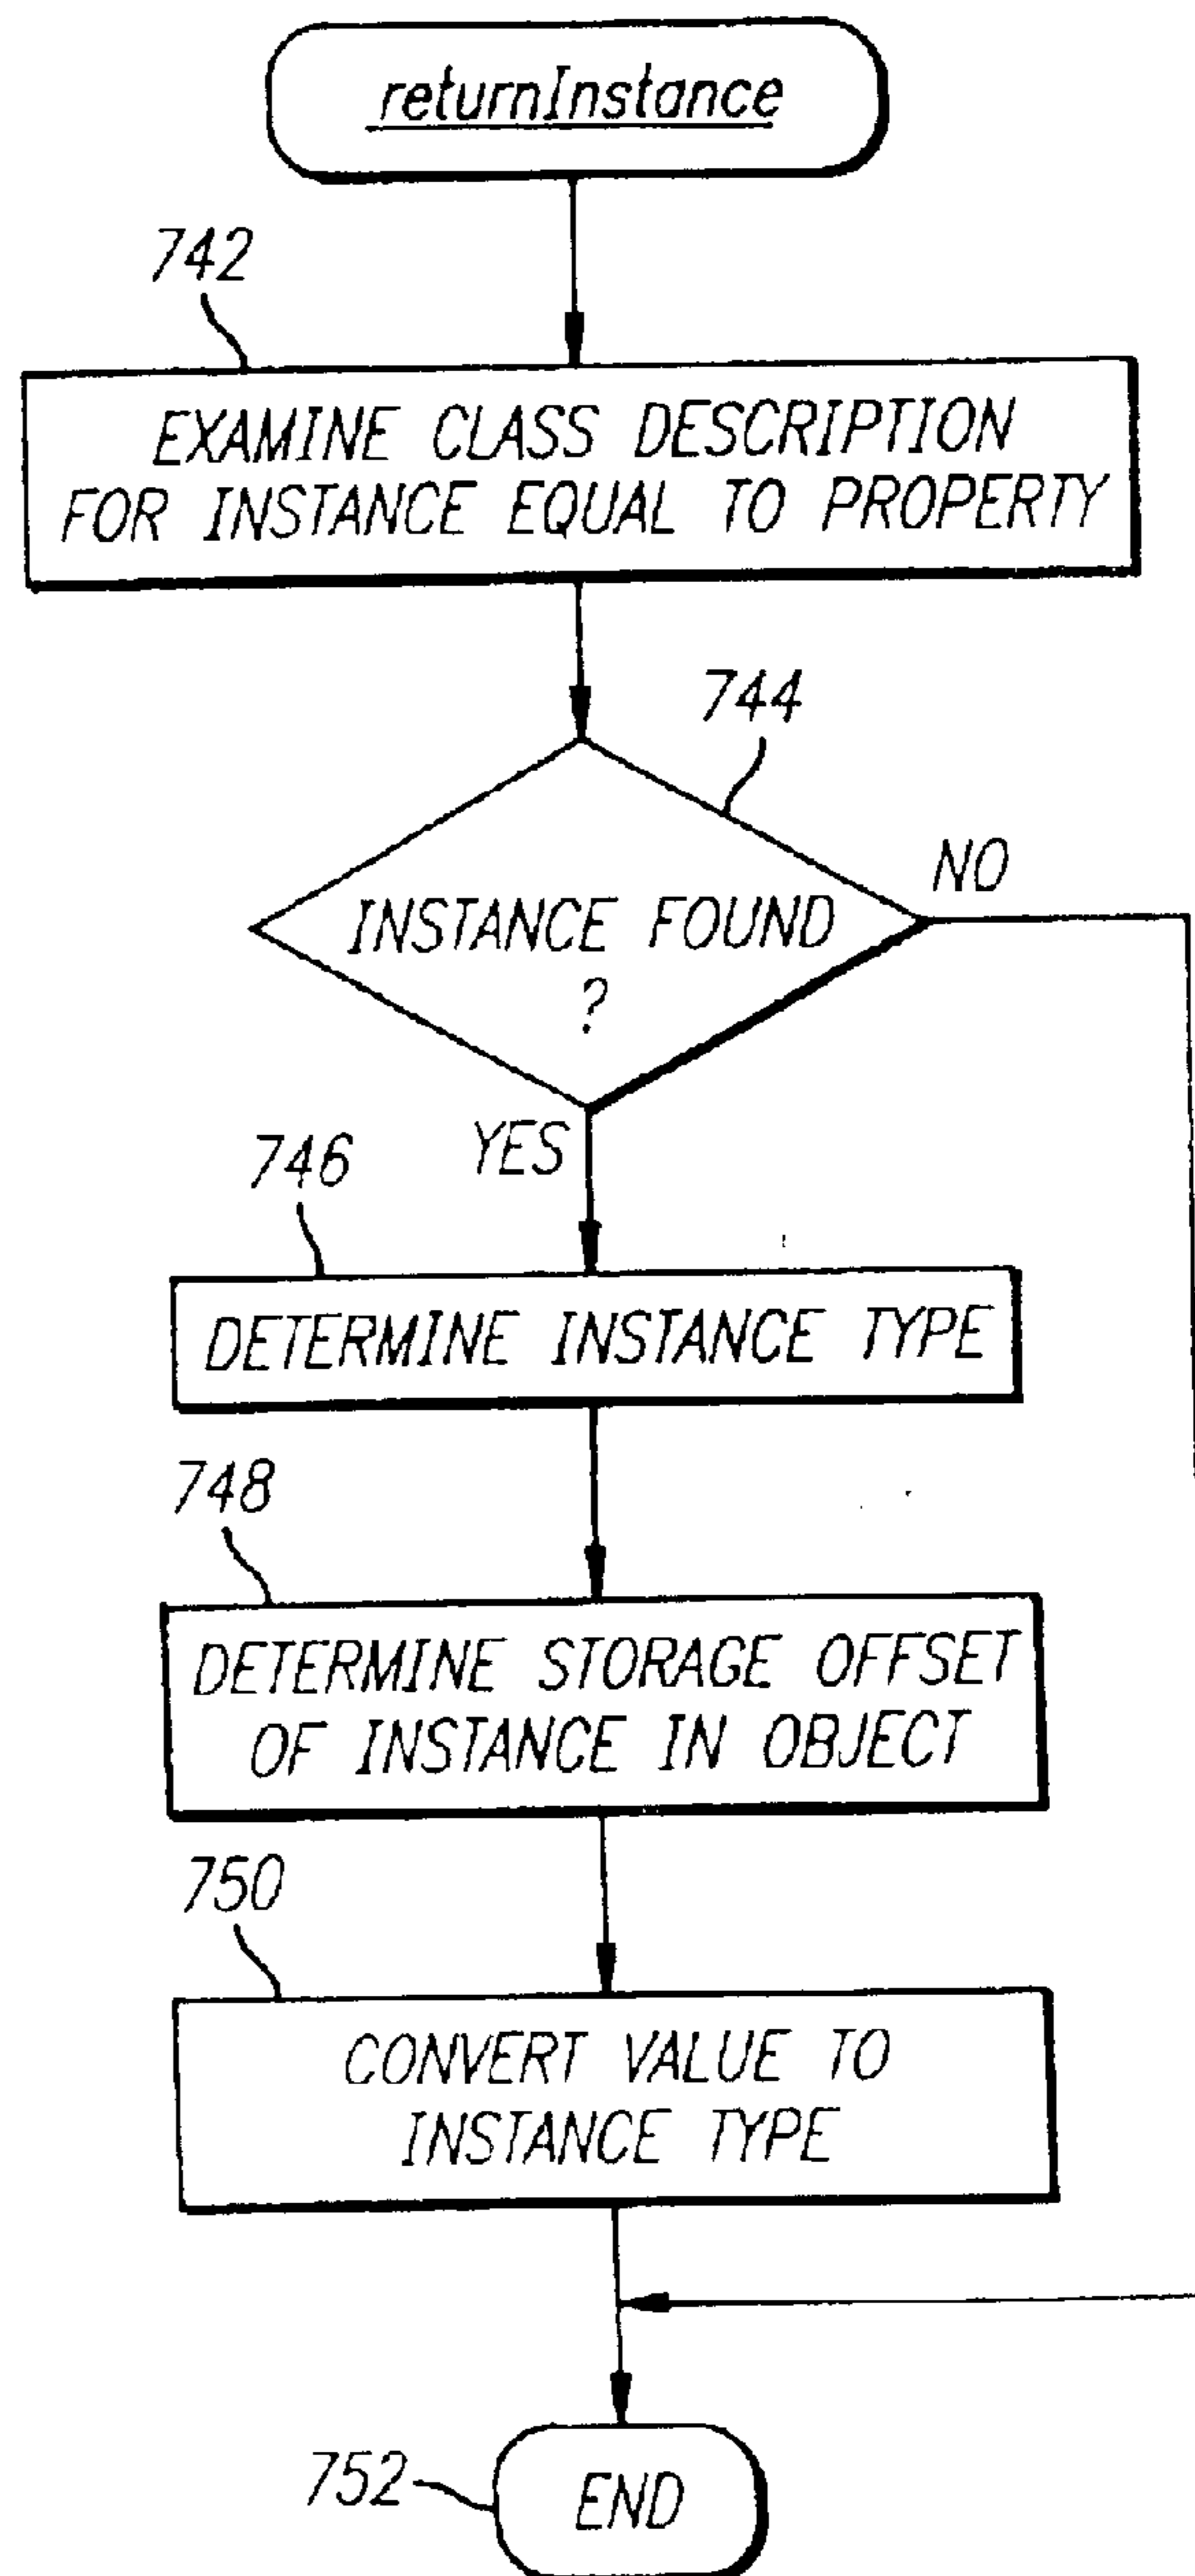 returnInstance
742
EXAMINE CLASS DESCRIPTION
FOR INSTANCE EQUAL TO PROPERTY
744
NO
INSTANCE FOUND
?
YES
746
DETERMINE INSTANCE TYPE
748
DETERMINE STORAGE OFFSET
OF INSTANCE IN OBJECT
750
CONVERT VALUE TO
INSTANCE TYPE
752
END